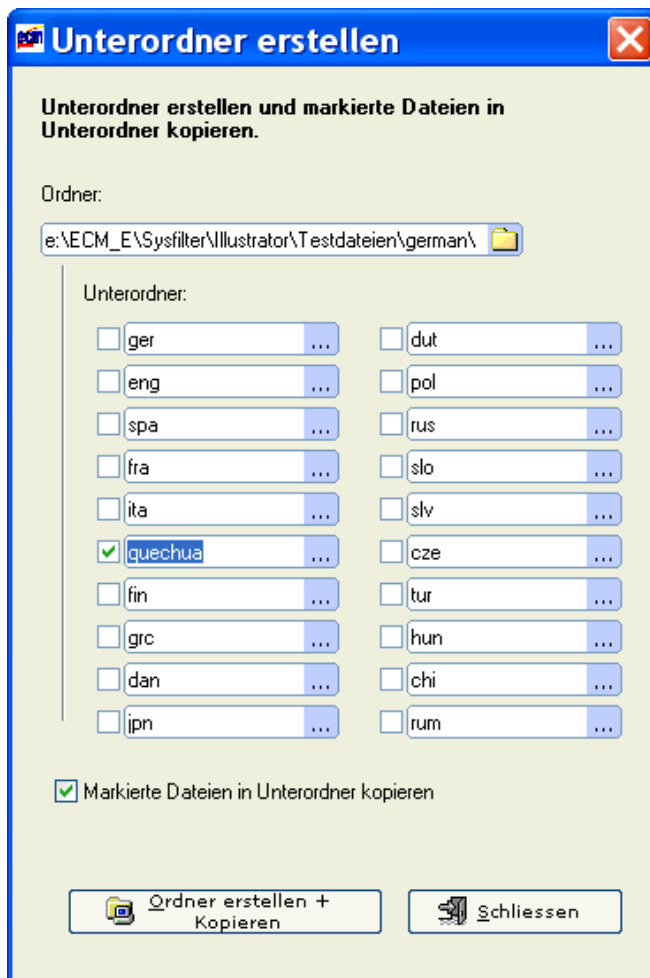 ecm Unterordner erstellen
Unterordner erstellen und markierte Dateien in
Unterordner kopieren.
Ordner:
e:\ECM_E\Sysfilter\Illustrator\Testdateien\german\
Unterordner:
ger ... dut ...
eng ... pol ...
spa ... rus ...
fra ... slo ...
ita ... slv ...
quechua ... cze ...
fin ... tur ...
grc ... hun ...
dan ... chi ...
jpn ... rum ...
Markierte Dateien in Unterordner kopieren
Ordner erstellen +
Kopieren
Schliessen